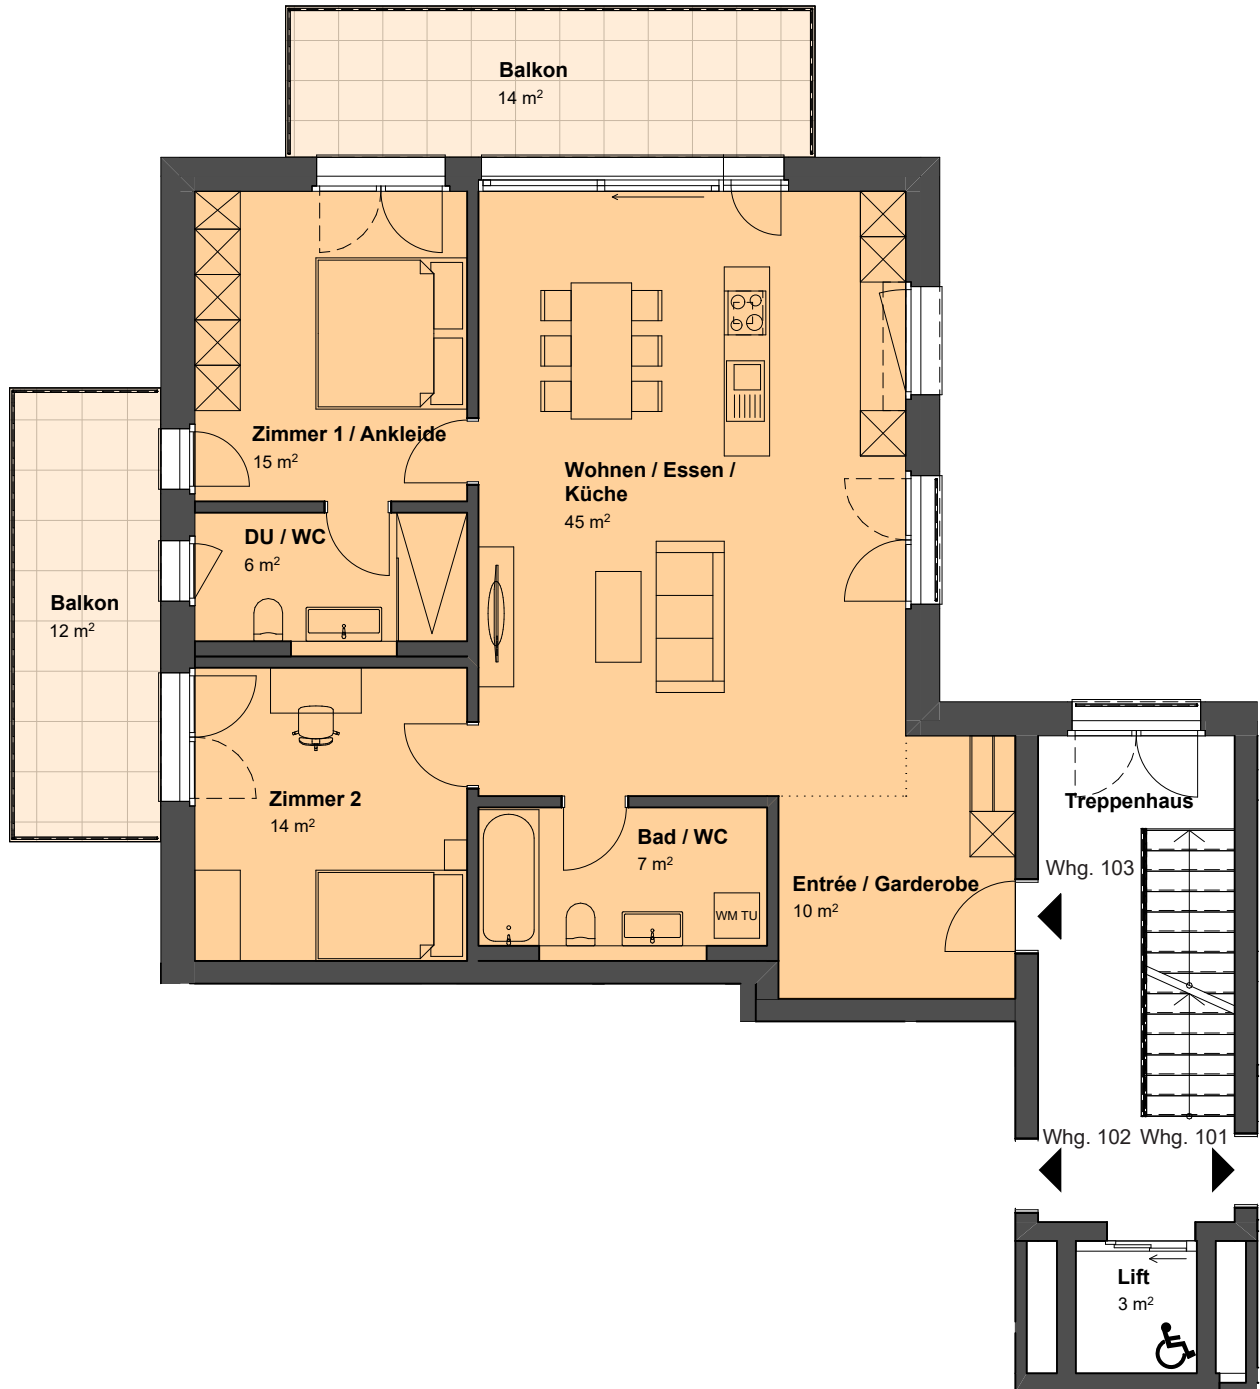 Balkon
14 m²
Zimmer 1 / Ankleide
15 m²
Wohnen / Essen /
Küche
45 m²
DU / WC
6 m²
Balkon
12 m²
Zimmer 2
14 m²
Bad / WC
7 m²
WM TU
Entrée / Garderobe
10 m²
Treppenhaus
Whg. 103
Whg. 102 Whg. 101
Lift
3 m²